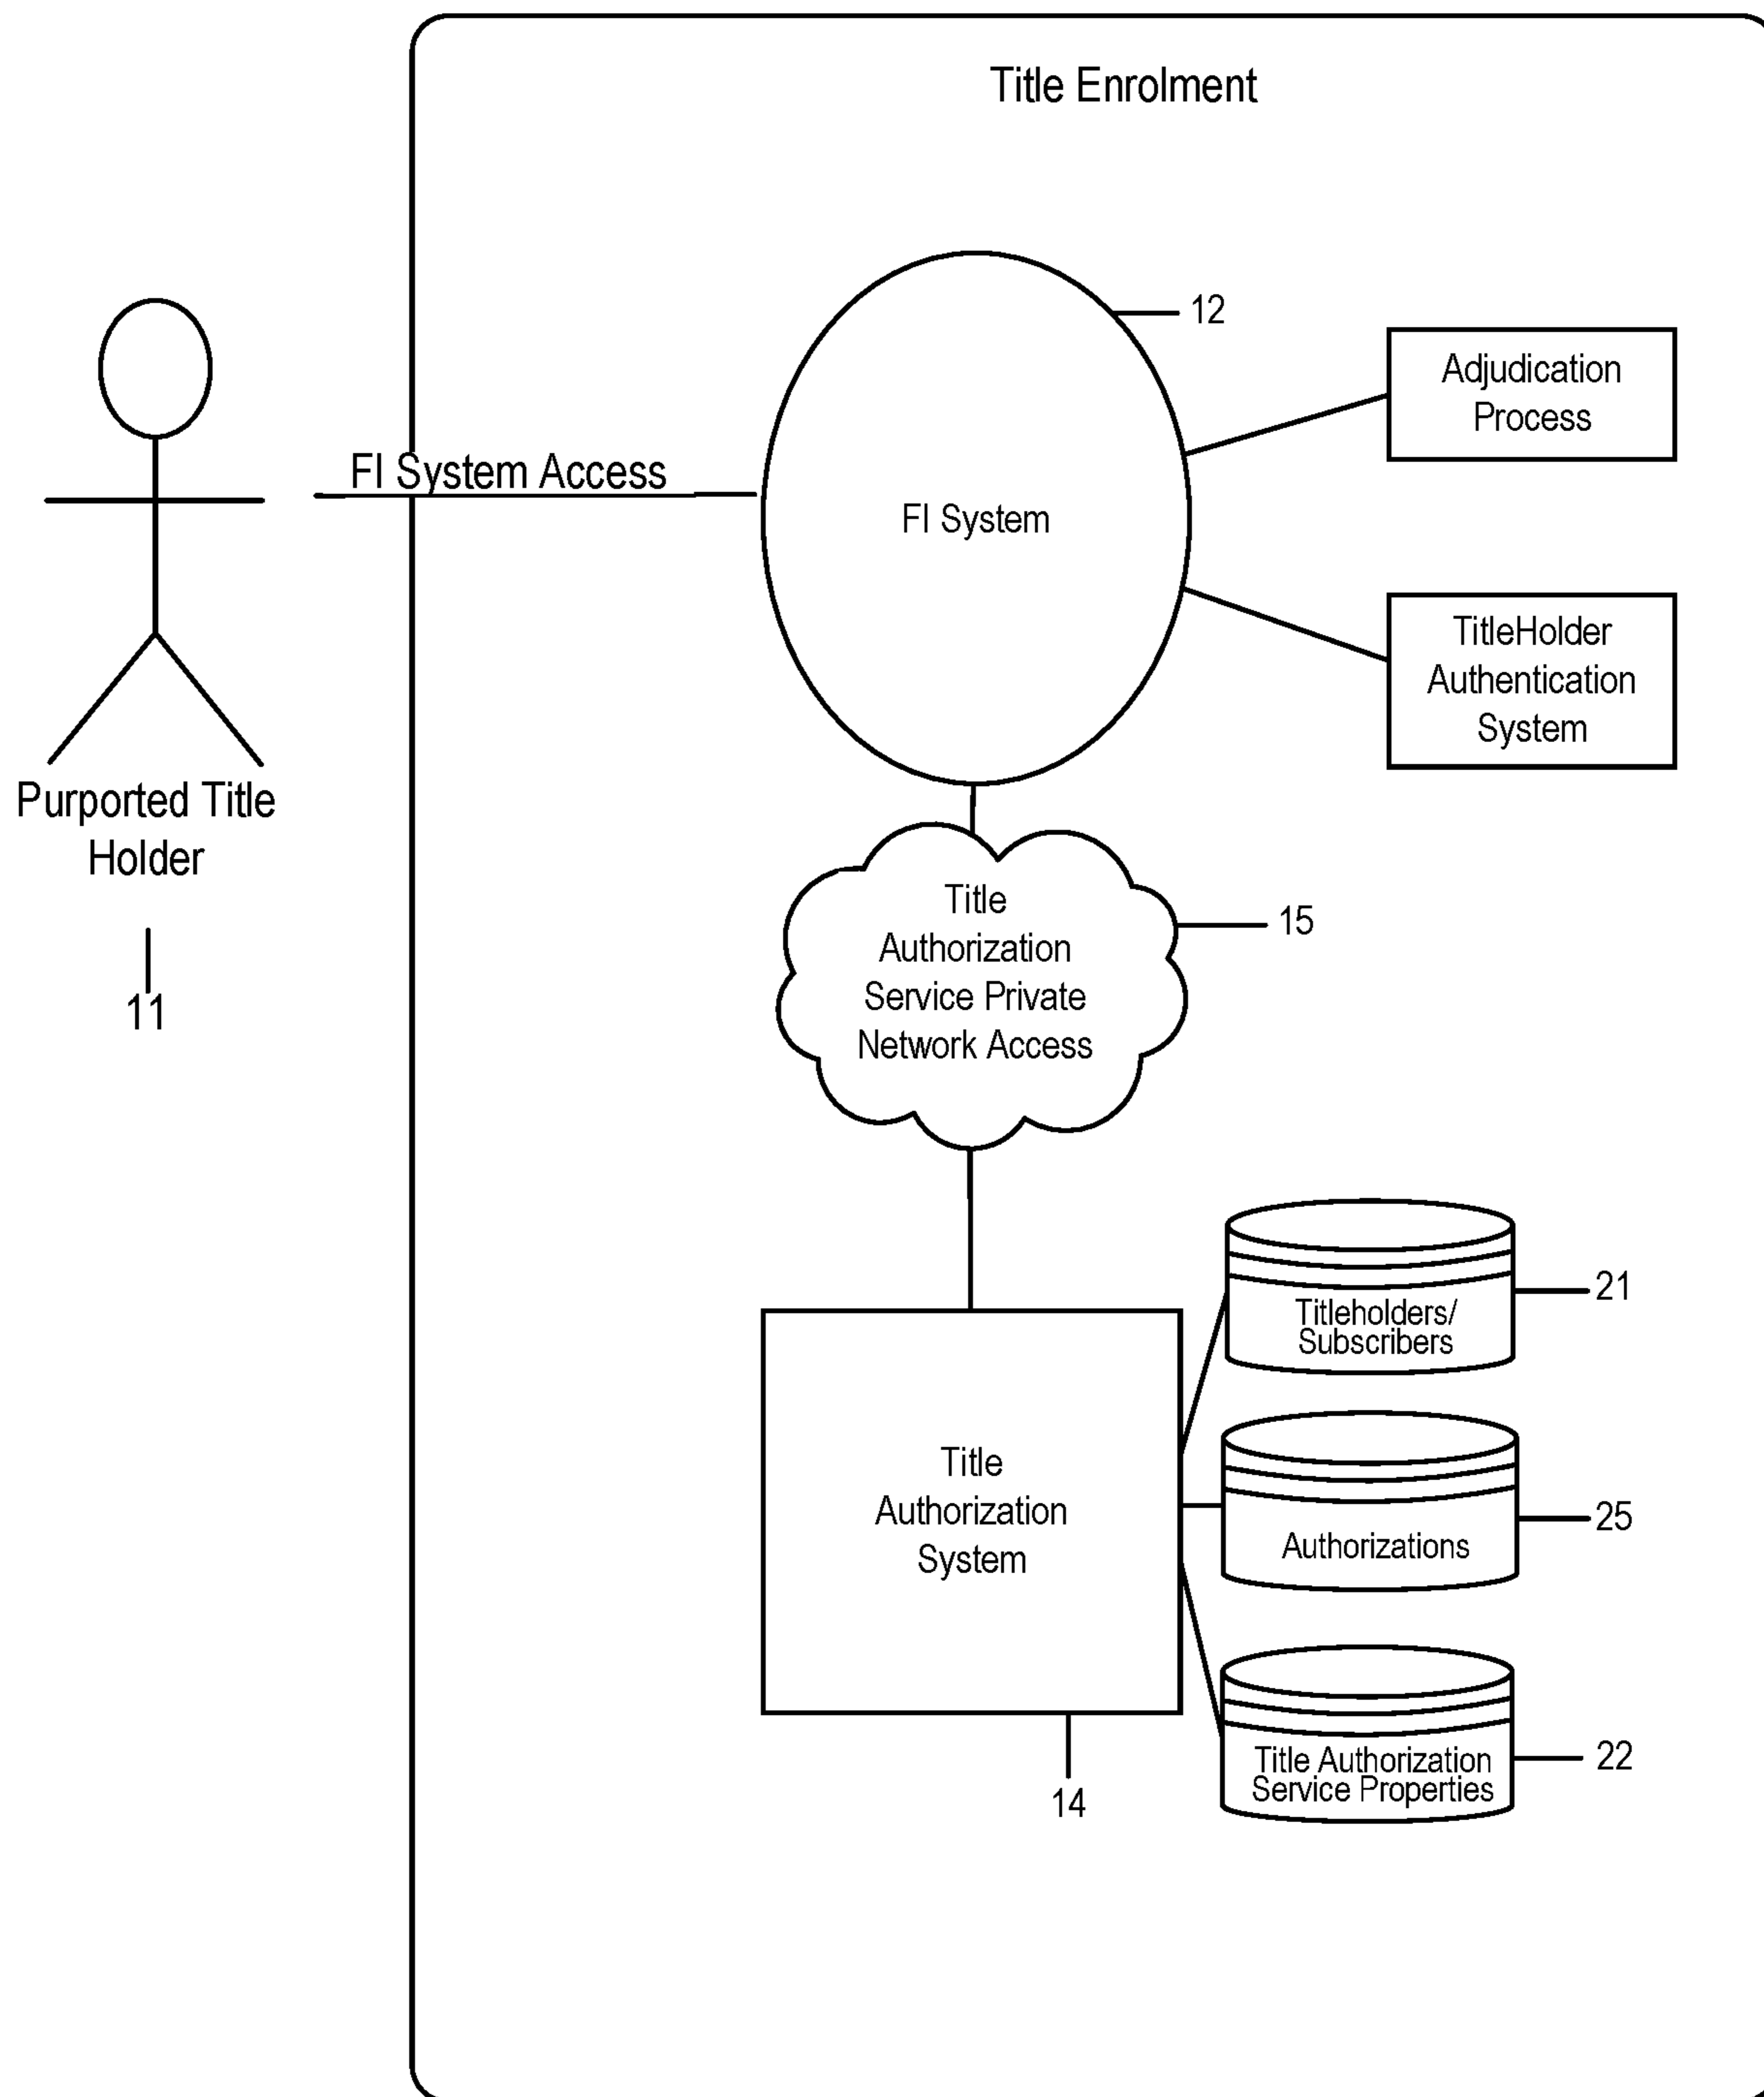 Title Enrolment
12
Adjudication
Process
FI System Access
FI System
TitleHolder
Authentication
System
Purported Title
Holder
11
Title
Authorization
Service Private
Network Access
15
Titleholders/
Subscribers
21
Title
Authorization
System
Authorizations
25
Title Authorization
Service Properties
22
14